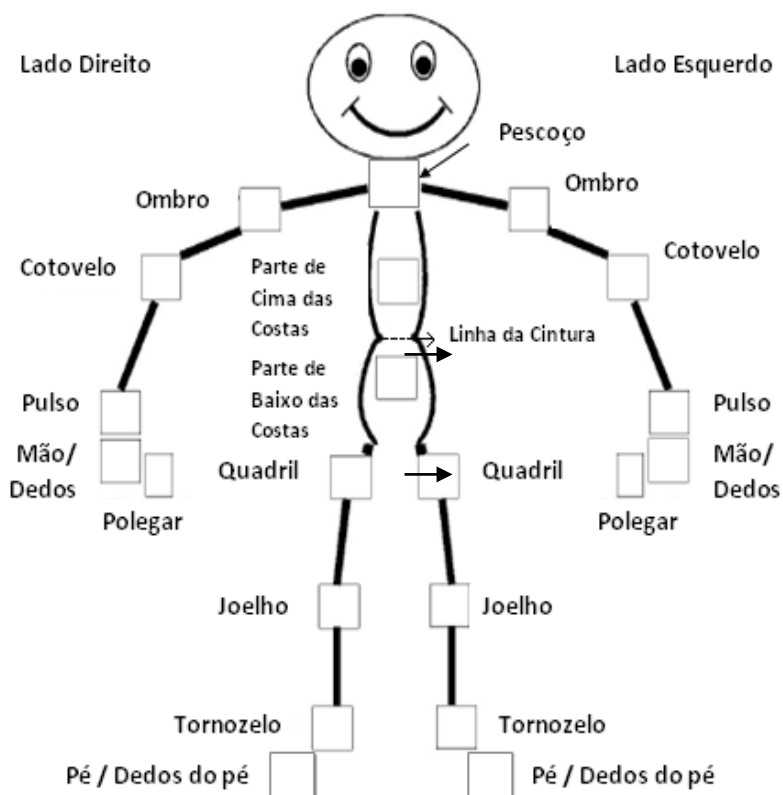 Lado Direito
Lado Esquerdo
Pescoço
Ombro
Ombro
Cotovelo
Cotovelo
Parte de
Cima das
Costas
Linha da Cintura
Parte de
Baixo das
Costas
Pulso
Pulso
Mão/
Dedos
Mão/
Dedos
Polegar
Polegar
Quadril
Quadril
Joelho
Joelho
Tornozelo
Tornozelo
Pé / Dedos do pé
Pé / Dedos do pé